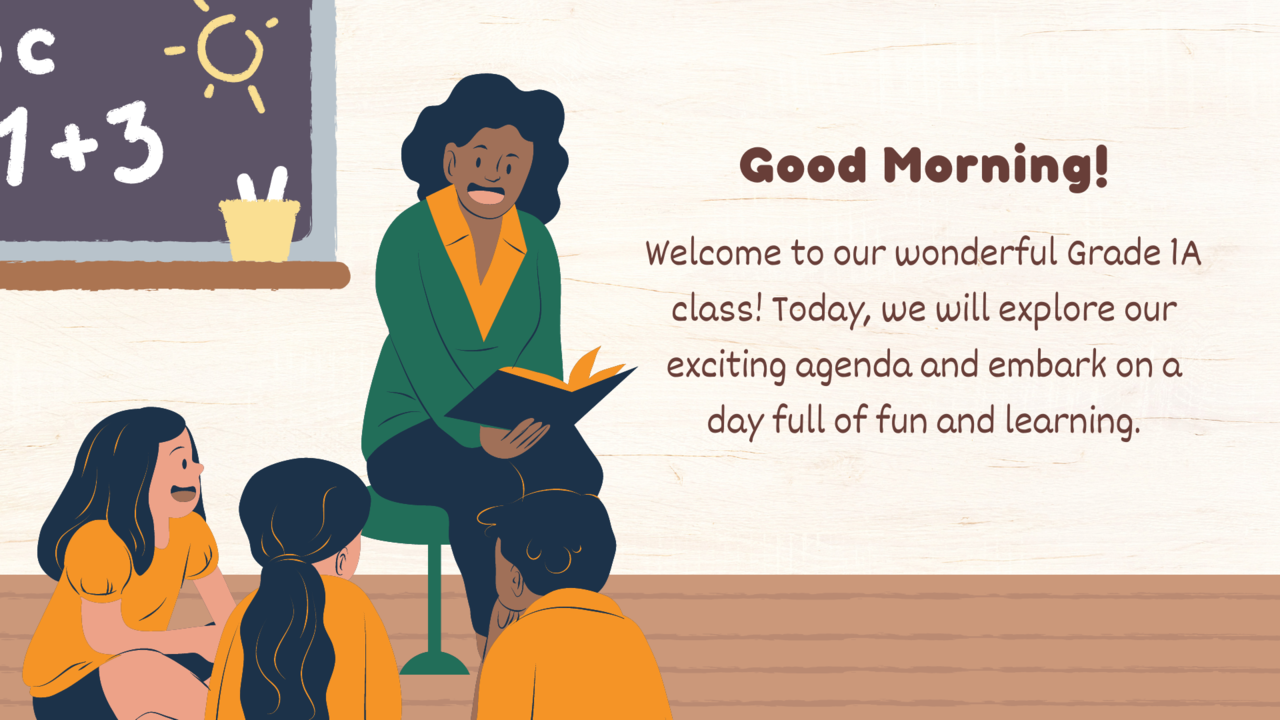 c
1+3
Good Morning!
Welcome to our wonderful Grade 1A
class! Today, we will explore our
exciting agenda and embark on a
day full of fun and learning.